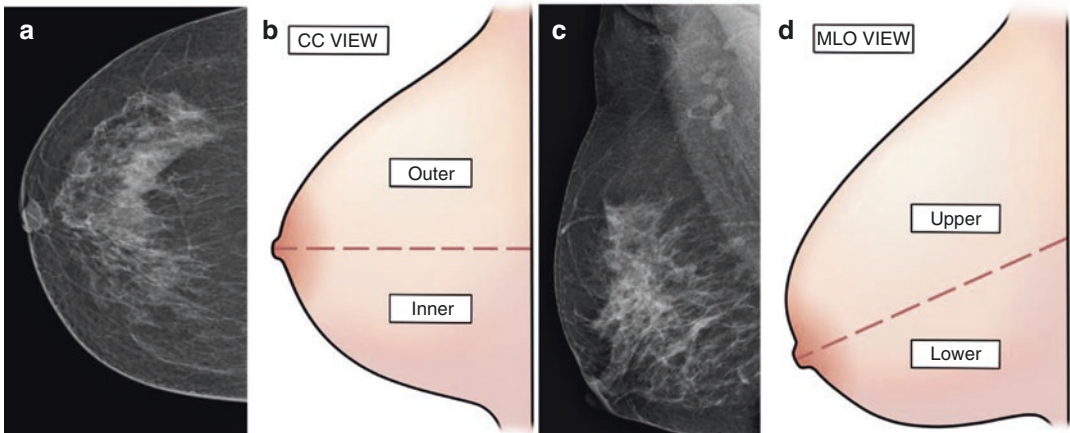 a
b
CC VIEW
Outer
Inner
c
d
MLO VIEW
Upper
Lower